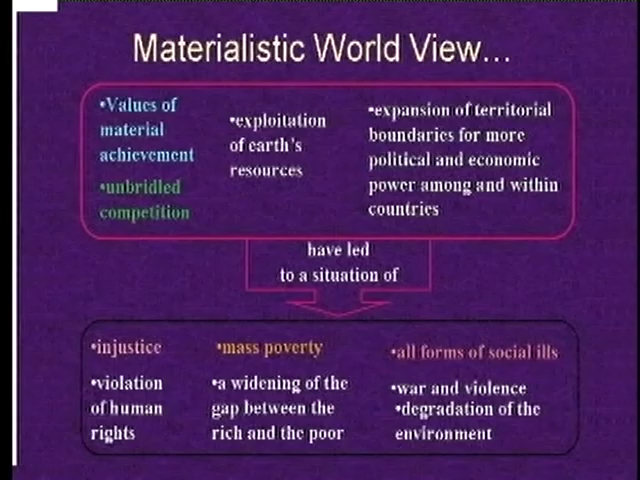 Materialistic World View…
•Values of
material
achievement
•unbridled
competition
•exploitation
of earth's
resources
•expansion of territorial
boundaries for more
political and economic
power among and within
countries
have led
to a situation of
•injustice
•violation
of human
rights
•mass poverty
•a widening of the
gap between the
rich and the poor
•all forms of social ills
•war and violence
•degradation of the
environment